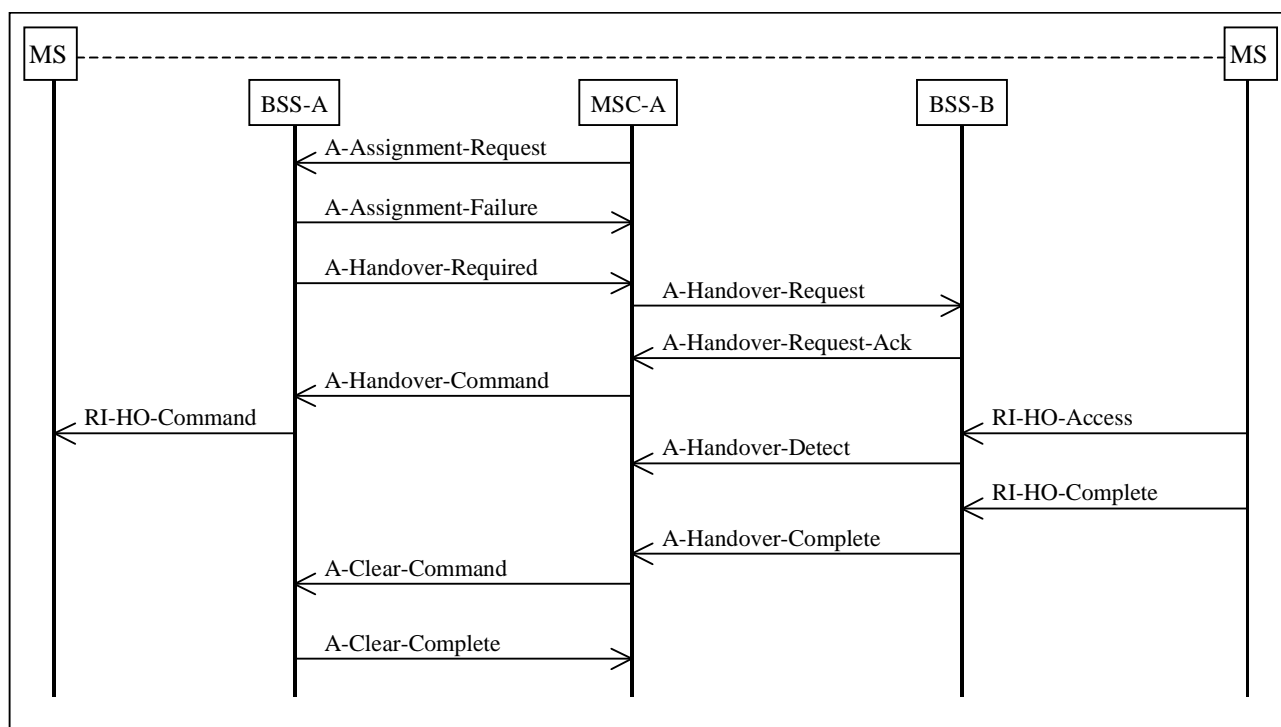 MS
MS
BSS-A
MSC-A
BSS-B
A-Assignment-Request
A-Assignment-Failure
A-Handover-Required
A-Handover-Request
A-Handover-Request-Ack
A-Handover-Command
RI-HO-Command
RI-HO-Access
A-Handover-Detect
RI-HO-Complete
A-Handover-Complete
A-Clear-Command
A-Clear-Complete